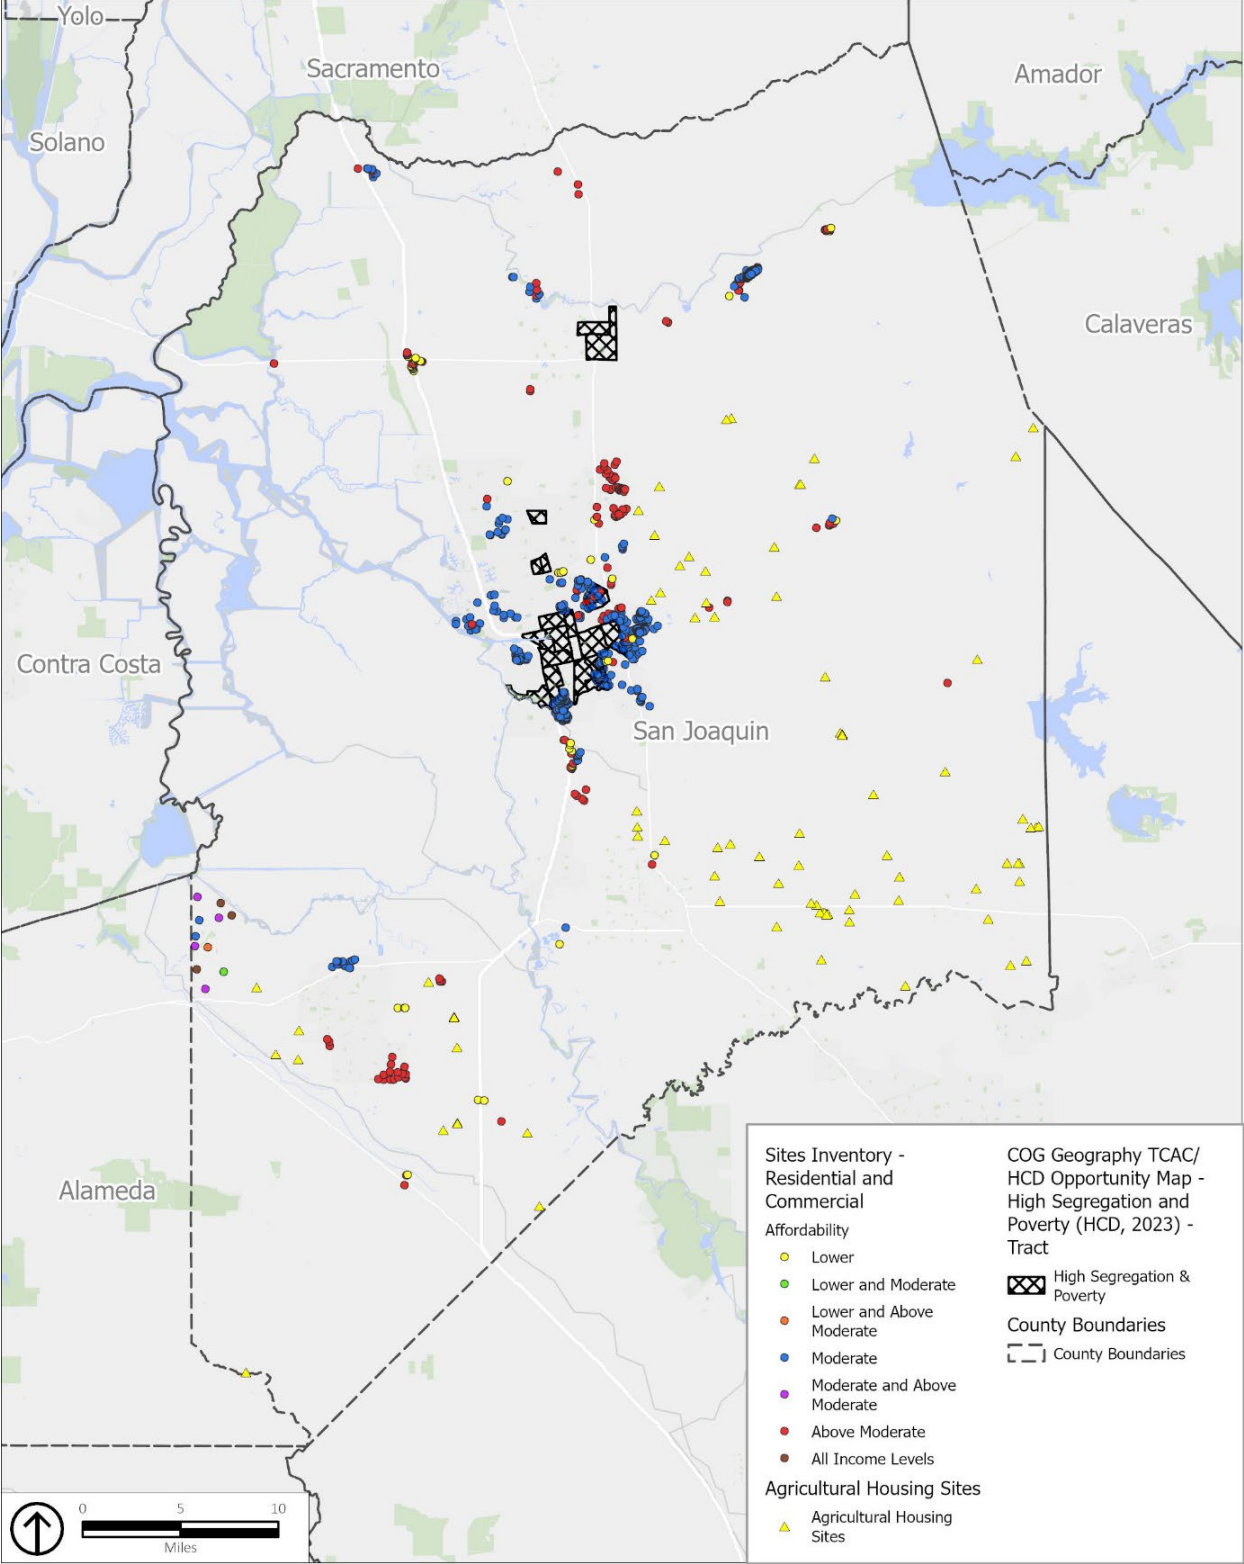 Yolo
Sacramento
Amador
Solano
Calaveras
Contra Costa
San Joaquin
Alameda
Sites Inventory -
Residential and
Commercial
Affordability
Lower
Lower and Moderate
Lower and Above
Moderate
Moderate
Moderate and Above
Moderate
Above Moderate
All Income Levels
Agricultural Housing Sites
Agricultural Housing
Sites
COG Geography TCAC/
HCD Opportunity Map -
High Segregation and
Poverty (HCD, 2023) -
Tract
High Segregation &
Poverty
County Boundaries
County Boundaries
0 5 10
Miles